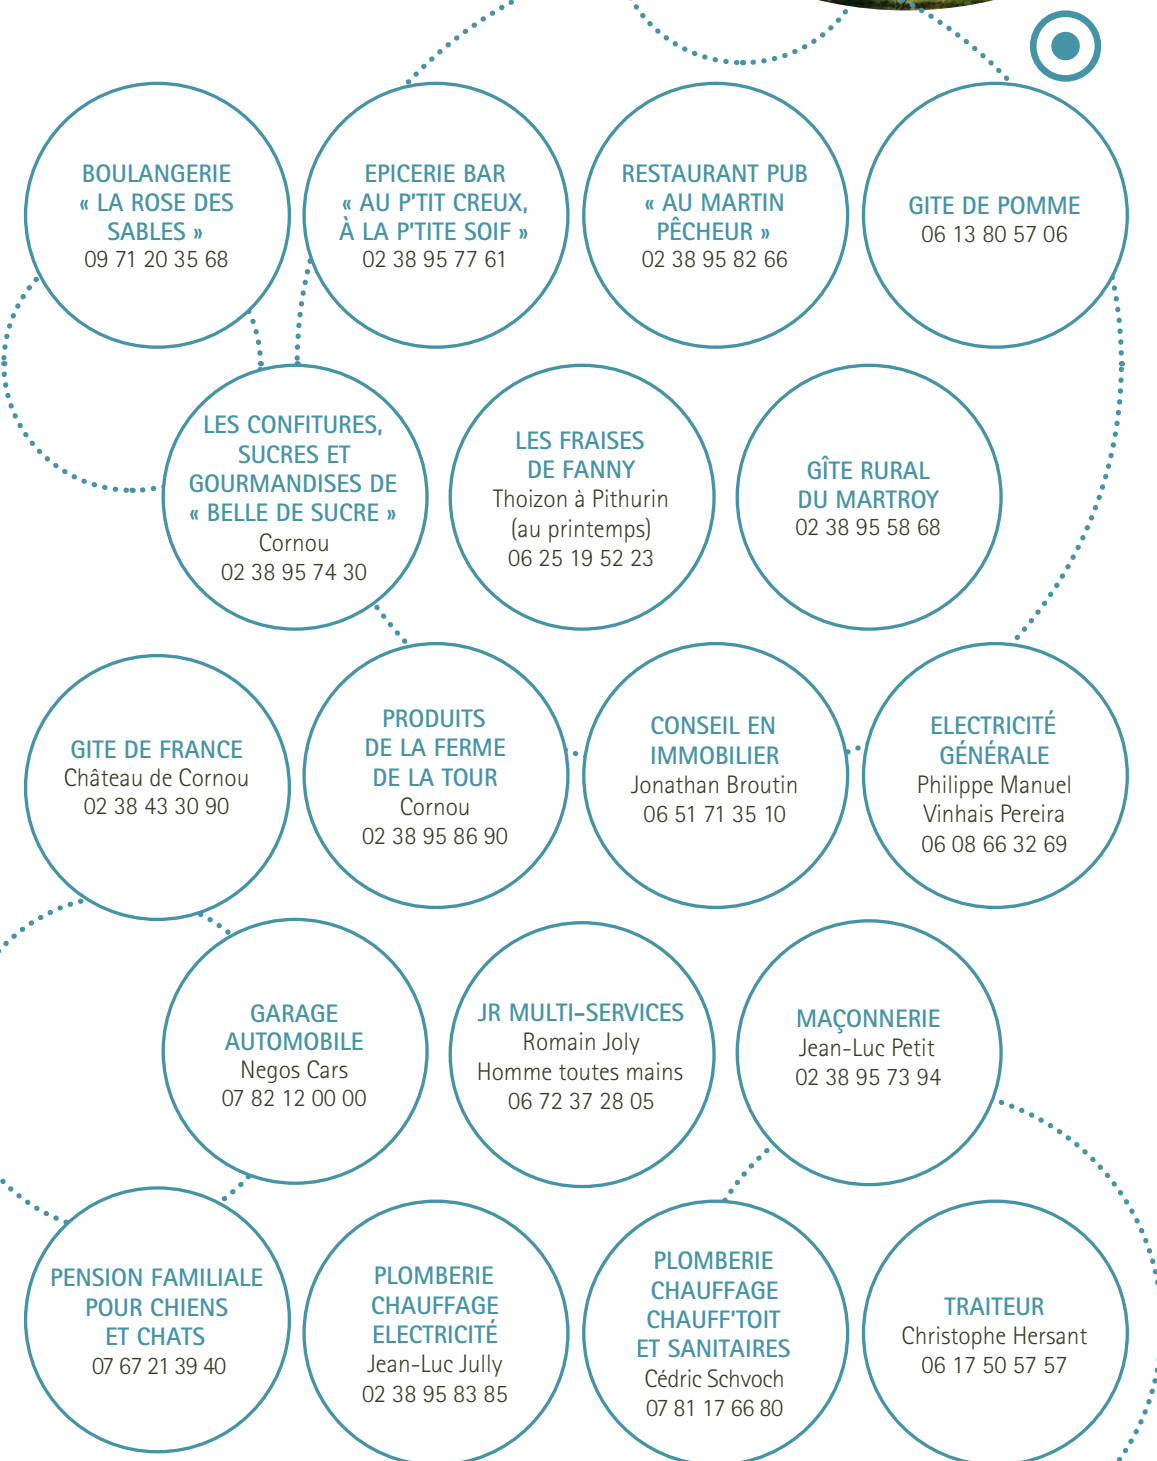 BOULANGERIE
« LA ROSE DES
SABLES »
09 71 20 35 68
EPICERIE BAR
« AU P'TIT CREUX,
À LA P'TITE SOIF »
02 38 95 77 61
RESTAURANT PUB
« AU MARTIN
PÊCHEUR »
02 38 95 82 66
GITE DE POMME
06 13 80 57 06
LES CONFITURES,
SUCRES ET
GOURMANDISES DE
« BELLE DE SUCRE »
Cornou
02 38 95 74 30
LES FRAISES
DE FANNY
Thoizon à Pithurin
(au printemps)
06 25 19 52 23
GÎTE RURAL
DU MARTROY
02 38 95 58 68
GITE DE FRANCE
Château de Cornou
02 38 43 30 90
PRODUITS
DE LA FERME
DE LA TOUR
Cornou
02 38 95 86 90
CONSEIL EN
IMMOBILIER
Jonathan Broutin
06 51 71 35 10
ELECTRICITÉ
GÉNÉRALE
Philippe Manuel
Vinhais Pereira
06 08 66 32 69
GARAGE
AUTOMOBILE
Negos Cars
07 82 12 00 00
JR MULTI-SERVICES
Romain Joly
Homme toutes mains
06 72 37 28 05
MAÇONNERIE
Jean-Luc Petit
02 38 95 73 94
PENSION FAMILIALE
POUR CHIENS
ET CHATS
07 67 21 39 40
PLOMBERIE
CHAUFFAGE
ELECTRICITÉ
Jean-Luc Jully
02 38 95 83 85
PLOMBERIE
CHAUFFAGE
CHAUFF'TOIT
ET SANITAIRES
Cédric Schvoch
07 81 17 66 80
TRAITEUR
Christophe Hersant
06 17 50 57 57